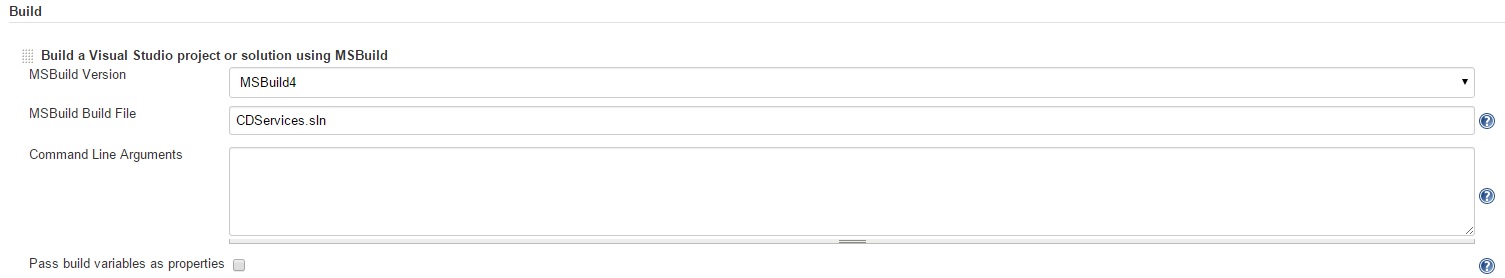 Build
Build a Visual Studio project or solution using MSBuild
MSBuild Version
MSBuild4
MSBuild Build File
CDServices.sln
Command Line Arguments
Pass build variables as properties